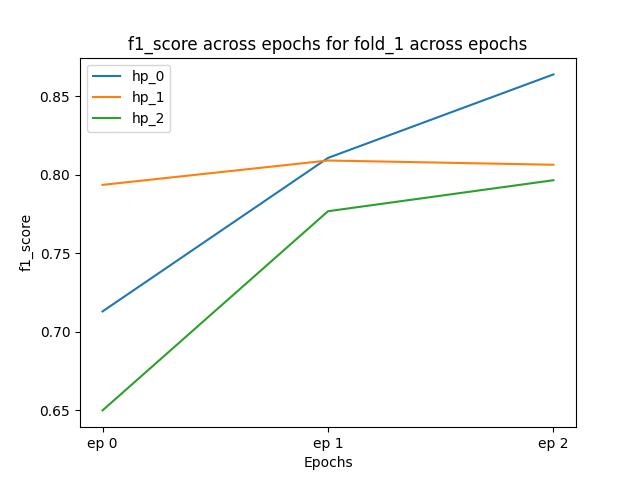 f1_score across epochs for fold_1 across epochs
hp_0
hp_1
hp_2
0.85
0.80
0.75
0.70
0.65
f1_score
ep 0 ep 1 ep 2
Epochs